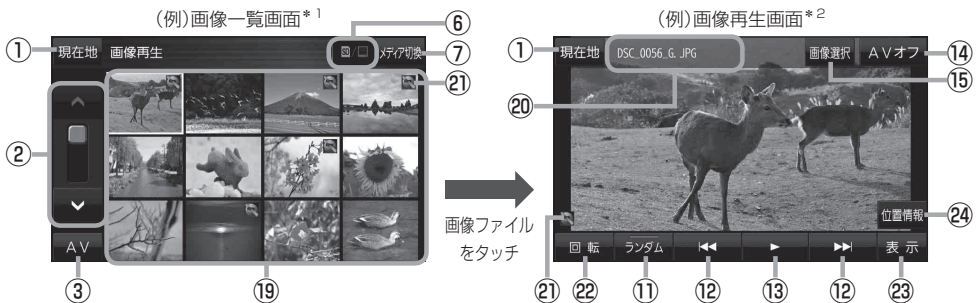 (例)画像一覧画面*1
⑥
① 現在地 画像再生 SD/ メディア切換 ⑦
㉑
②
AV
③
⑲
画像ファイル
をタッチ
(例)画像再生画面*2
① 現在地 DSC_0056_G.JPG 画像選択 AVオフ ⑭
⑮
⑳
位置情報 ㉔
回転 ランダム ⏮ ► ⏭ 表示
㉑ ㉒ ⑪ ⑫ ⑬ ⑫ ㉓